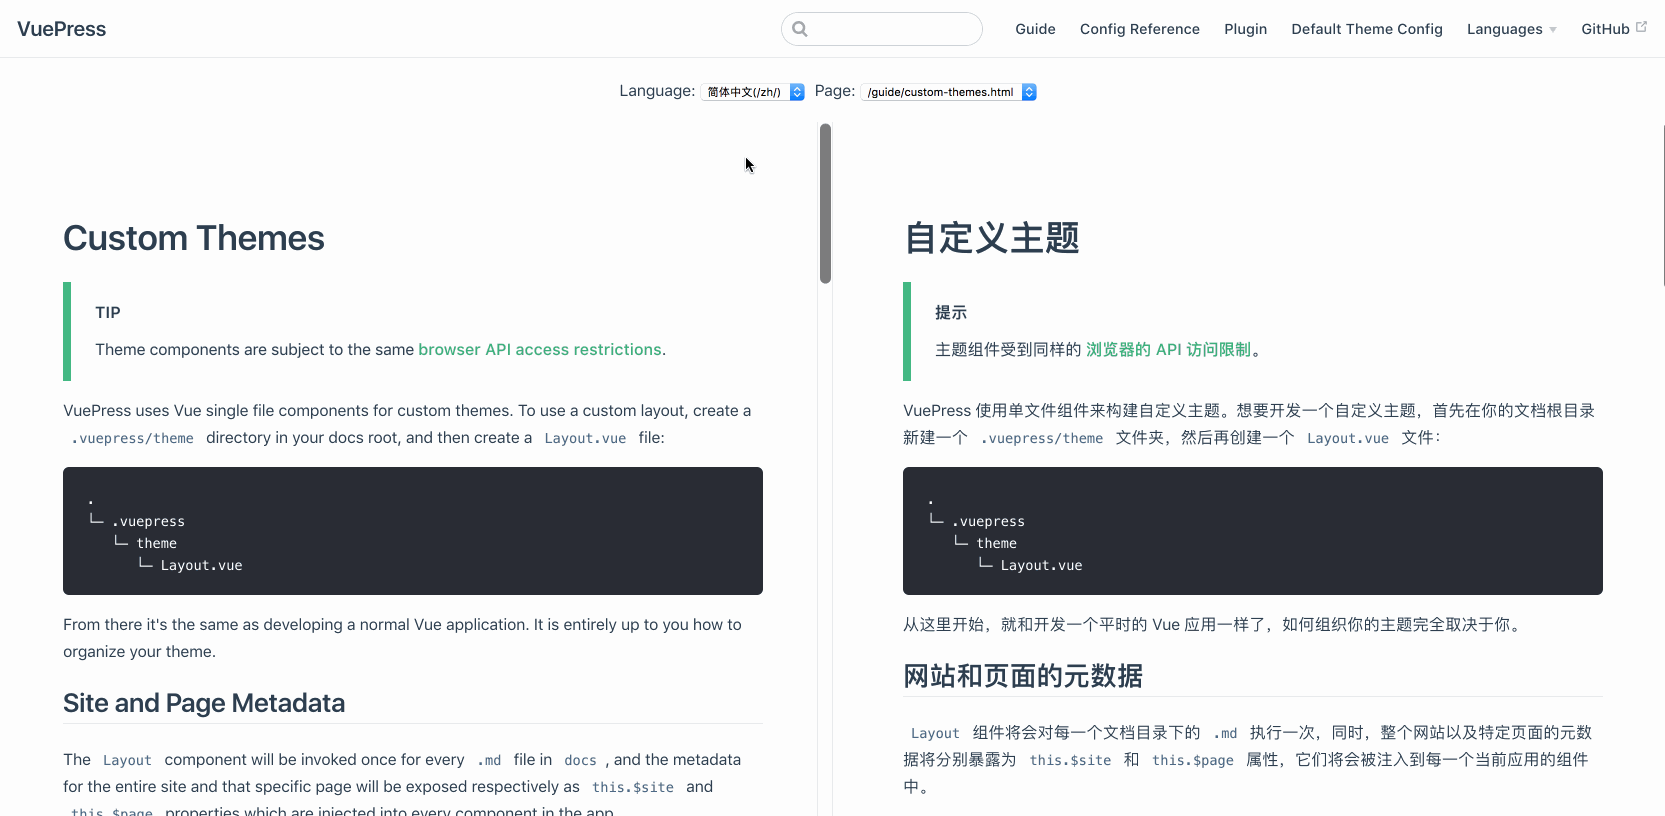 VuePress
Guide Config Reference Plugin Default Theme Config Languages GitHub
Language: 简体中文(/zh/) Page: /guide/custom-themes.html
Custom Themes
TIP
Theme components are subject to the same browser API access restrictions.
VuePress uses Vue single file components for custom themes. To use a custom layout, create a
.vuepress/theme directory in your docs root, and then create a Layout.vue file:
.
└─ .vuepress
└─ theme
└─ Layout.vue
From there it's the same as developing a normal Vue application. It is entirely up to you how to
organize your theme.
Site and Page Metadata
The Layout component will be invoked once for every .md file in docs , and the metadata
for the entire site and that specific page will be exposed respectively as this.$site and
this.$page properties which are injected into every component in the app.
自定义主题
提示
主题组件受到同样的 浏览器的 API 访问限制。
VuePress 使用单文件组件来构建自定义主题。想要开发一个自定义主题，首先在你的文档根目录
新建一个 .vuepress/theme 文件夹，然后再创建一个 Layout.vue 文件：
.
└─ .vuepress
└─ theme
└─ Layout.vue
从这里开始，就和开发一个平时的 Vue 应用一样了，如何组织你的主题完全取决于你。
网站和页面的元数据
Layout 组件将会对每一个文档目录下的 .md 执行一次，同时，整个网站以及特定页面的元数
据将分别暴露为 this.$site 和 this.$page 属性，它们将会被注入到每一个当前应用的组件
中。